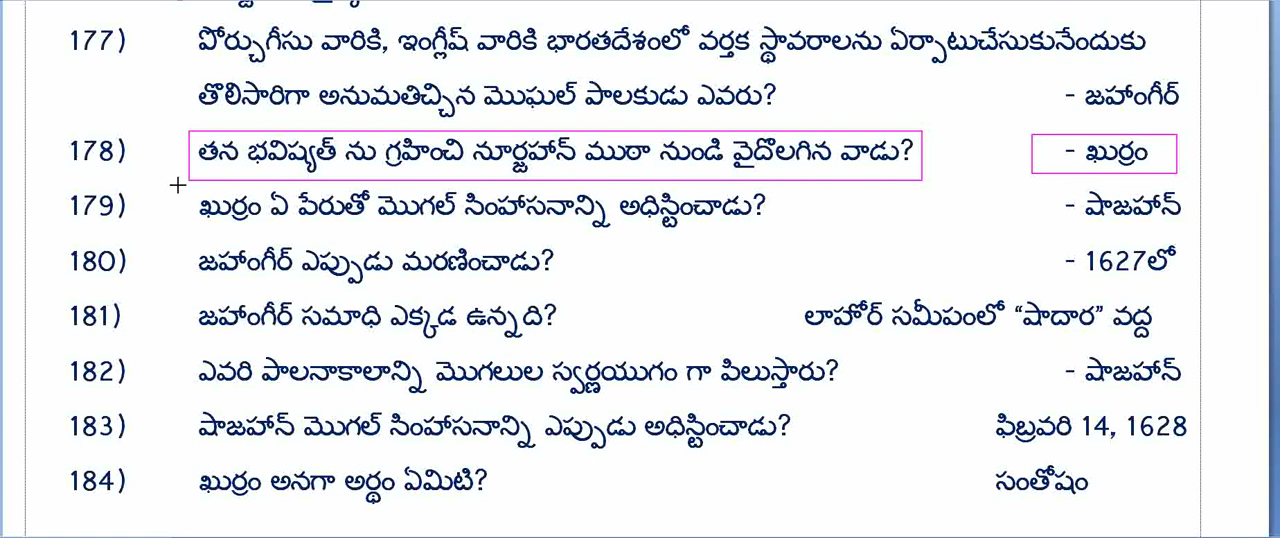 177) పోర్చుగీసు వారికి, ఇంగ్లీష్ వారికి భారతదేశంలో వర్తక స్థావరాలను ఏర్పాటుచేసుకునేందుకు
తొలిసారిగా అనుమతిచ్చిన మొఘల్ పాలకుడు ఎవరు? - జహాంగీర్
178) తన భవిష్యత్ ను గ్రహించి నూర్జహాన్ ముఠా నుండి వైదొలగిన వాడు? - ఖుర్రం
179) ఖుర్రం ఏ పేరుతో మొగల్ సింహాసనాన్ని అధిస్టించాడు? - షాజహాన్
180) జహాంగీర్ ఎప్పుడు మరణించాడు? - 1627లో
181) జహాంగీర్ సమాధి ఎక్కడ ఉన్నది? లాహోర్ సమీపంలో “షాదార” వద్ద
182) ఎవరి పాలనాకాలాన్ని మొగలుల స్వర్ణయుగం గా పిలుస్తారు? - షాజహాన్
183) షాజహాన్ మొగల్ సింహాసనాన్ని ఎప్పుడు అధిస్టించాడు? ఫిబ్రవరి 14, 1628
184) ఖుర్రం అనగా అర్థం ఏమిటి? సంతోషం